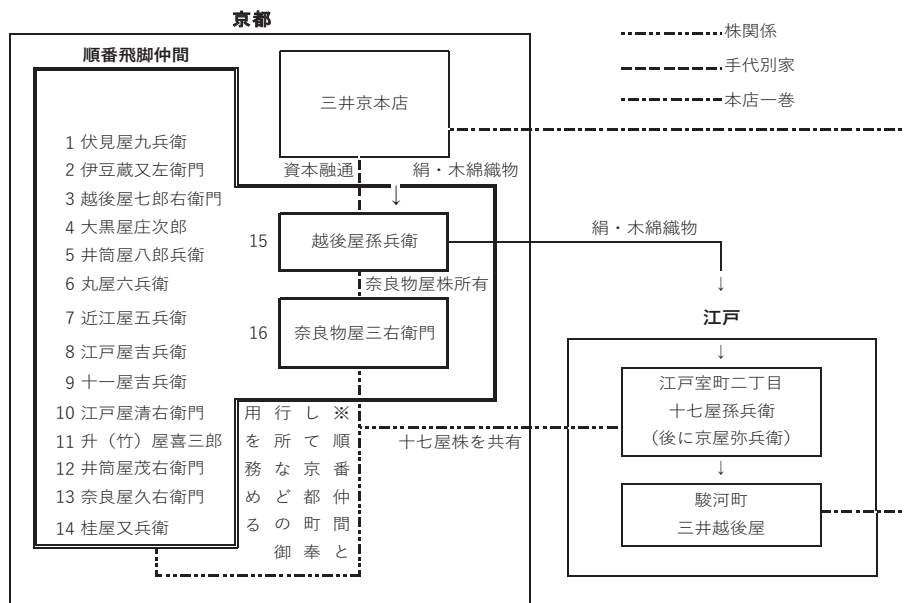 京都
順番飛脚仲間
1 伏見屋九兵衛
2 伊豆蔵又左衛門
3 越後屋七郎右衛門
4 大黒屋庄次郎
5 井筒屋八郎兵衛
6 丸屋六兵衛
7 近江屋五兵衛
8 江戸屋吉兵衛
9 十一屋吉兵衛
10 江戸屋清右衛門
11 升（竹）屋喜三郎
12 井筒屋茂右衛門
13 奈良屋久右衛門
14 桂屋又兵衛
三井京本店
資本融通
絹・木綿織物
↓
15
越後屋孫兵衛
奈良物屋株所有
16
奈良物屋三右衛門
※順番仲間と
して京都町奉
行所などの御
用を務める
十七屋株を共有
株関係
手代別家
本店一巻
絹・木綿織物
↓
江戸
↓
江戸室町二丁目
十七屋孫兵衛
（後に京屋弥兵衛）
↓
駿河町
三井越後屋